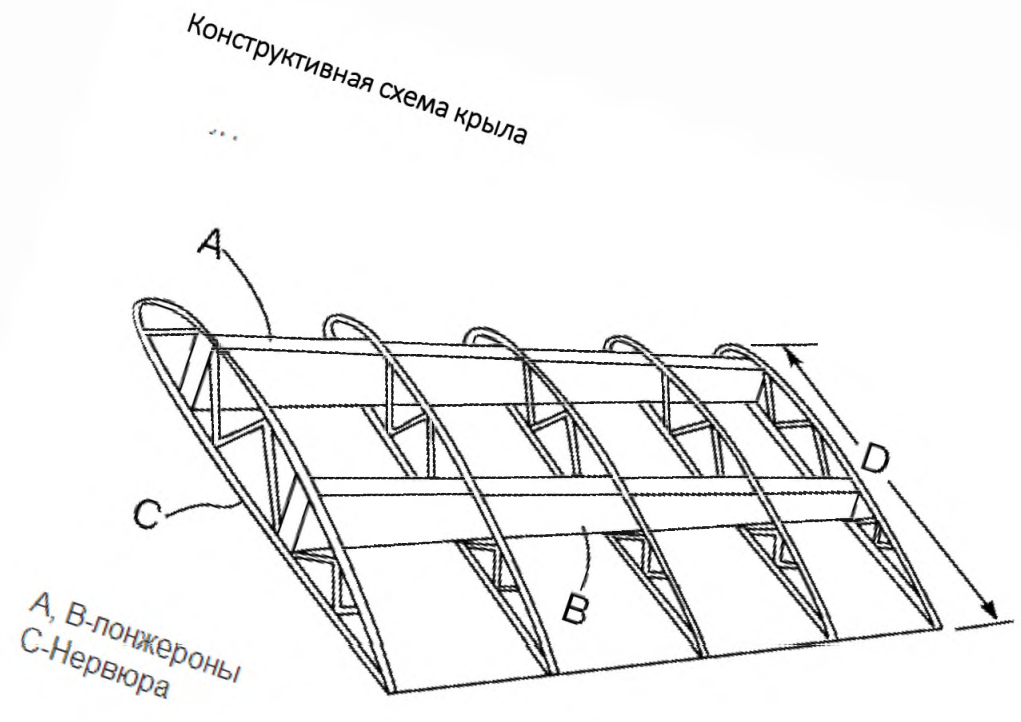 Конструктивная схема крыла
...
A
C
D
B
A, B-лонжероны
C-Нервюра